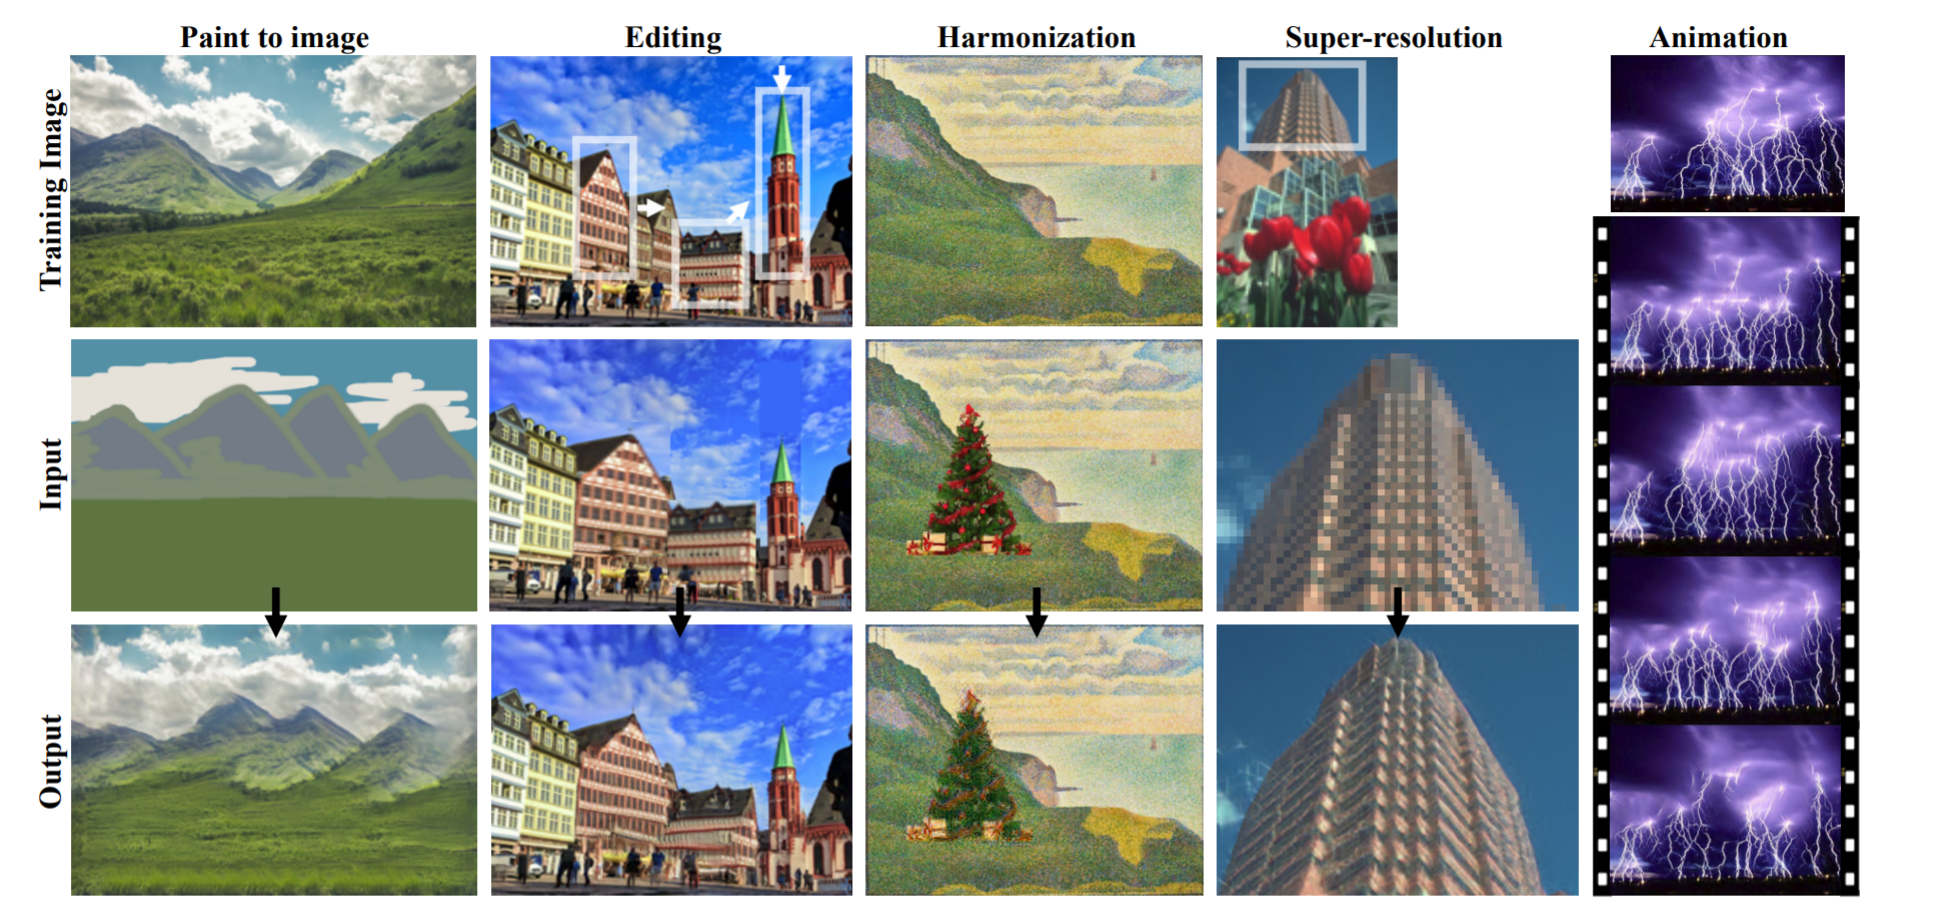 Paint to image
Editing
Harmonization
Super-resolution
Animation
Training Image
Input
Output